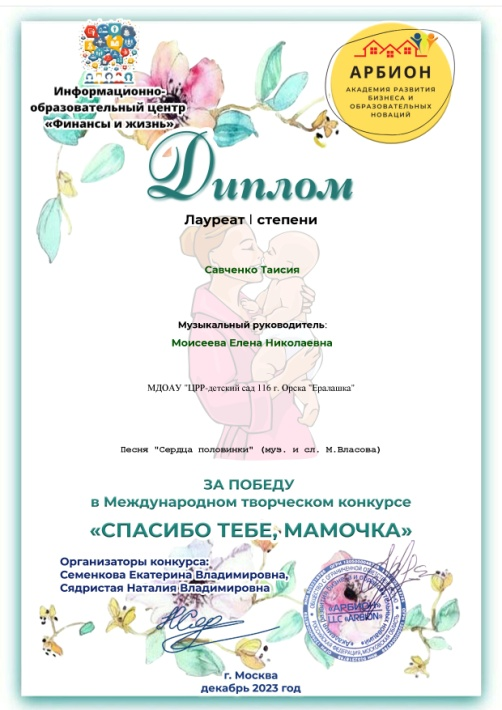 Информационно-
образовательный центр
«Финансы и жизнь»
АРБИОН
АКАДЕМИЯ РАЗВИТИЯ
БИЗНЕСА И
ОБРАЗОВАТЕЛЬНЫХ
НОВАЦИЙ
Диплом
Лауреат I степени
Савченко Таисия
Музыкальный руководитель:
Моисеева Елена Николаевна
МДОАУ "ЦРР-детский сад 116 г. Орска "Ералашка"
Песня "Сердца половинки" (муз. и сл. М.Власова)
ЗА ПОБЕДУ
в Международном творческом конкурсе
«СПАСИБО ТЕБЕ, МАМОЧКА»
Организаторы конкурса:
Семенкова Екатерина Владимировна,
Сядристая Наталия Владимировна
«АРБИОН»
LLC «ARBION»
г. Москва
декабрь 2023 год